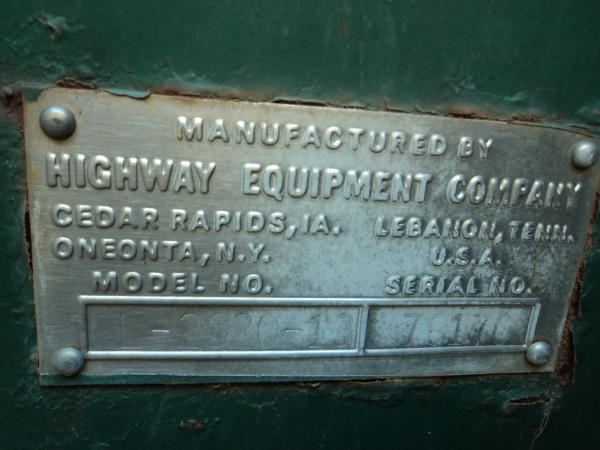 MANUFACTURED BY
HIGHWAY EQUIPMENT COMPANY
CEDAR RAPIDS, IA. LEBANON, TENN.
ONEONTA, N.Y. U.S.A.
MODEL NO. SERIAL NO.